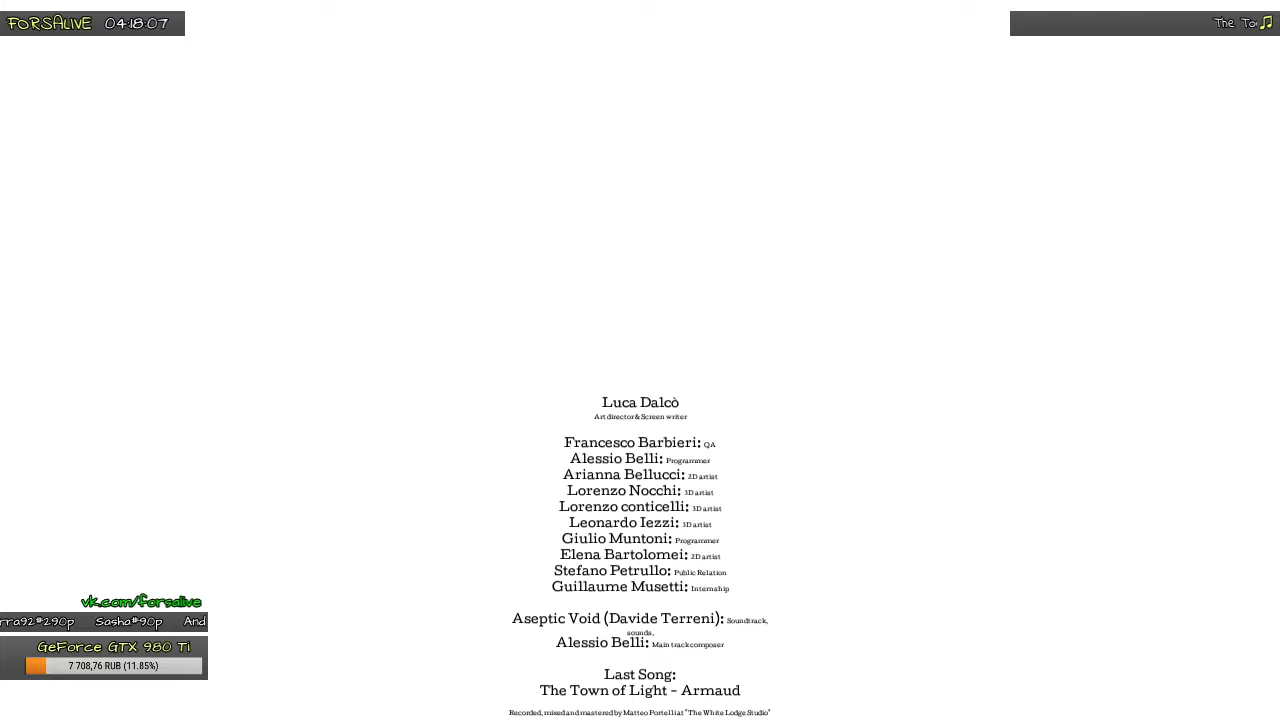 FORSALIVE 04:18:07
The To
Luca Dalcò
Art director & Screen writer
Francesco Barbieri: QA
Alessio Belli: Programmer
Arianna Bellucci: 2D artist
Lorenzo Nocchi: 3D artist
Lorenzo conticelli: 3D artist
Leonardo Iezzi: 3D artist
Giulio Muntoni: Programmer
Elena Bartolomei: 2D artist
Stefano Petrullo: Public Relation
Guillaume Musetti: Internship
Aseptic Void (Davide Terreni): Soundtrack,
sounds,
Alessio Belli: Main track composer
Last Song:
The Town of Light - Armaud
Recorded, mixed and mastered by Matteo Portelli at "The White Lodge Studio"
vk.com/forsalive
rra92#290p Sasha#90p And
GeForce GTX 980 Ti
7 708,76 RUB (11.85%)